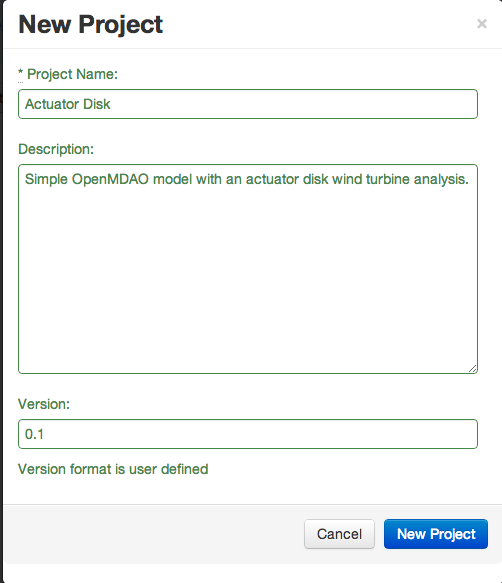 New Project
×
* Project Name:
Actuator Disk
Description:
Simple OpenMDAO model with an actuator disk wind turbine analysis.
Version:
0.1
Version format is user defined
Cancel
New Project